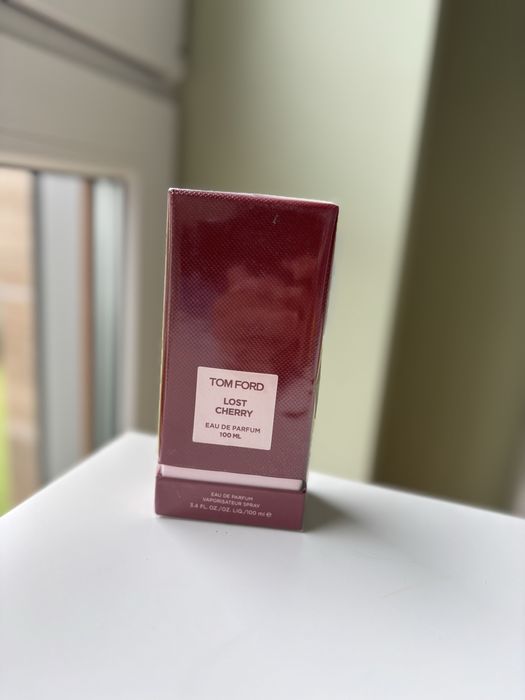 TOM FORD
LOST
CHERRY
EAU DE PARFUM
100 ML
EAU DE PARFUM
VAPORISATEUR SPRAY
3.4 FL. OZ./OZ. LIQ./100 ml ℮